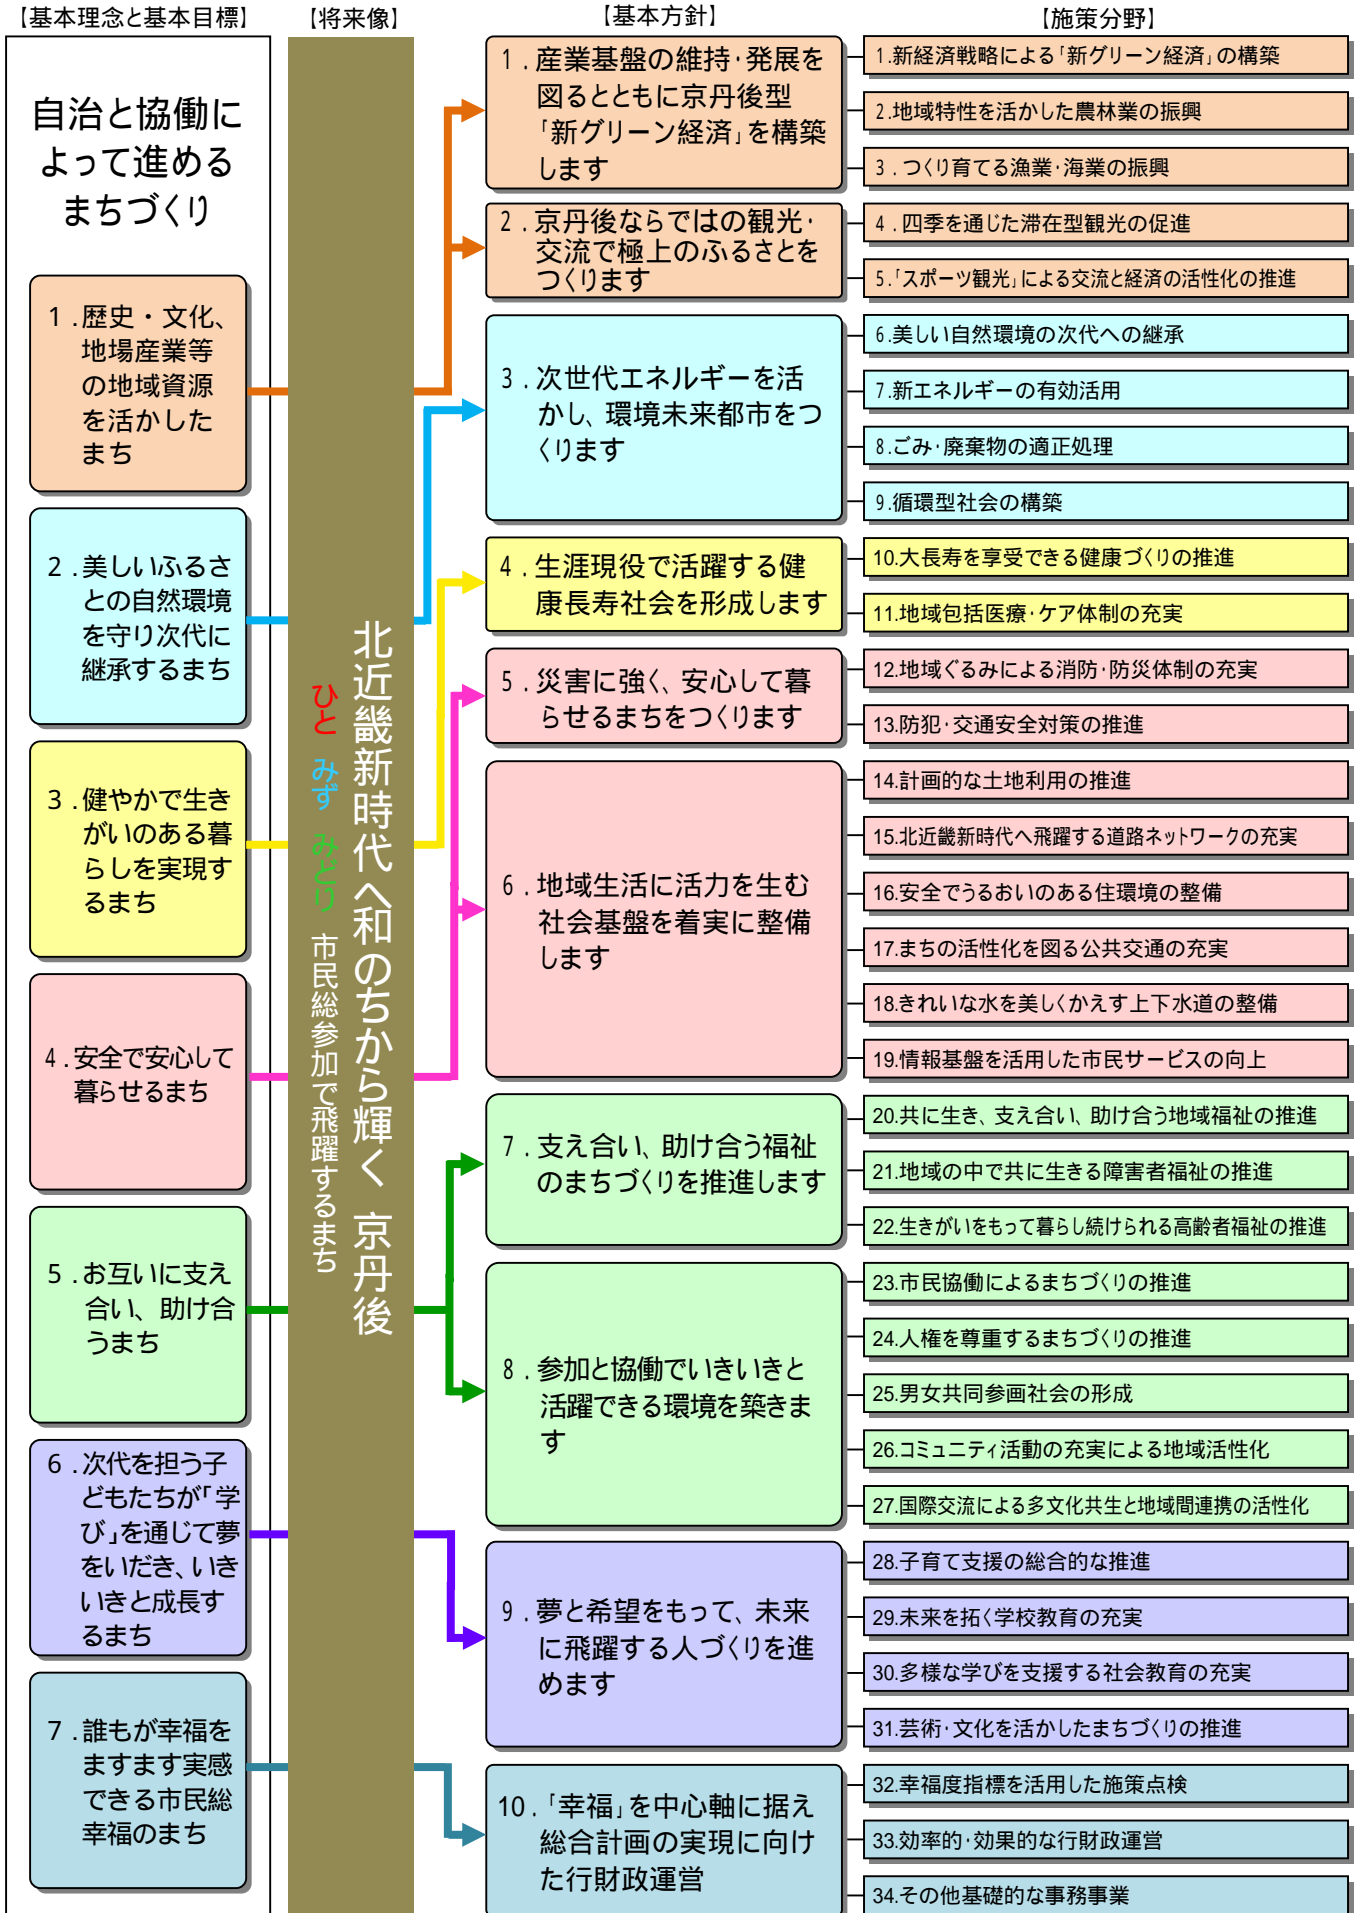 【基本理念と基本目標】
【将来像】
【基本方針】
【施策分野】
自治と協働に
よって進める
まちづくり
1.歴史・文化、
地場産業等
の地域資源
を活かした
まち
2.美しいふるさ
との自然環境
を守り次代に
継承するまち
3.健やかで生き
がいのある暮
らしを実現す
るまち
4.安全で安心して
暮らせるまち
5.お互いに支え
合い、助け合
うまち
6.次代を担う子
どもたちが「学
び」を通じて夢
をいだき、いき
いきと成長す
るまち
7.誰もが幸福を
ますます実感
できる市民総
幸福のまち
北近畿新時代へ和のちから輝く 京丹後
ひと みず みどり 市民総参加で飛躍するまち
1.産業基盤の維持・発展を
図るとともに京丹後型
「新グリーン経済」を構築
します
2.京丹後ならではの観光・
交流で極上のふるさとを
つくります
3.次世代エネルギーを活
かし、環境未来都市をつ
くります
4.生涯現役で活躍する健
康長寿社会を形成します
5.災害に強く、安心して暮
らせるまちをつくります
6.地域生活に活力を生む
社会基盤を着実に整備
します
7.支え合い、助け合う福祉
のまちづくりを推進します
8.参加と協働でいきいきと
活躍できる環境を築きま
す
9.夢と希望をもって、未来
に飛躍する人づくりを進
めます
10.「幸福」を中心軸に据え
総合計画の実現に向け
た行財政運営
1.新経済戦略による「新グリーン経済」の構築
2.地域特性を活かした農林業の振興
3.つくり育てる漁業・海業の振興
4.四季を通じた滞在型観光の促進
5.「スポーツ観光」による交流と経済の活性化の推進
6.美しい自然環境の次代への継承
7.新エネルギーの有効活用
8.ごみ・廃棄物の適正処理
9.循環型社会の構築
10.大長寿を享受できる健康づくりの推進
11.地域包括医療・ケア体制の充実
12.地域ぐるみによる消防・防災体制の充実
13.防犯・交通安全対策の推進
14.計画的な土地利用の推進
15.北近畿新時代へ飛躍する道路ネットワークの充実
16.安全でうるおいのある住環境の整備
17.まちの活性化を図る公共交通の充実
18.きれいな水を美しくかえす上下水道の整備
19.情報基盤を活用した市民サービスの向上
20.共に生き、支え合い、助け合う地域福祉の推進
21.地域の中で共に生きる障害者福祉の推進
22.生きがいをもって暮らし続けられる高齢者福祉の推進
23.市民協働によるまちづくりの推進
24.人権を尊重するまちづくりの推進
25.男女共同参画社会の形成
26.コミュニティ活動の充実による地域活性化
27.国際交流による多文化共生と地域間連携の活性化
28.子育て支援の総合的な推進
29.未来を拓く学校教育の充実
30.多様な学びを支援する社会教育の充実
31.芸術・文化を活かしたまちづくりの推進
32.幸福度指標を活用した施策点検
33.効率的・効果的な行財政運営
34.その他基礎的な事務事業